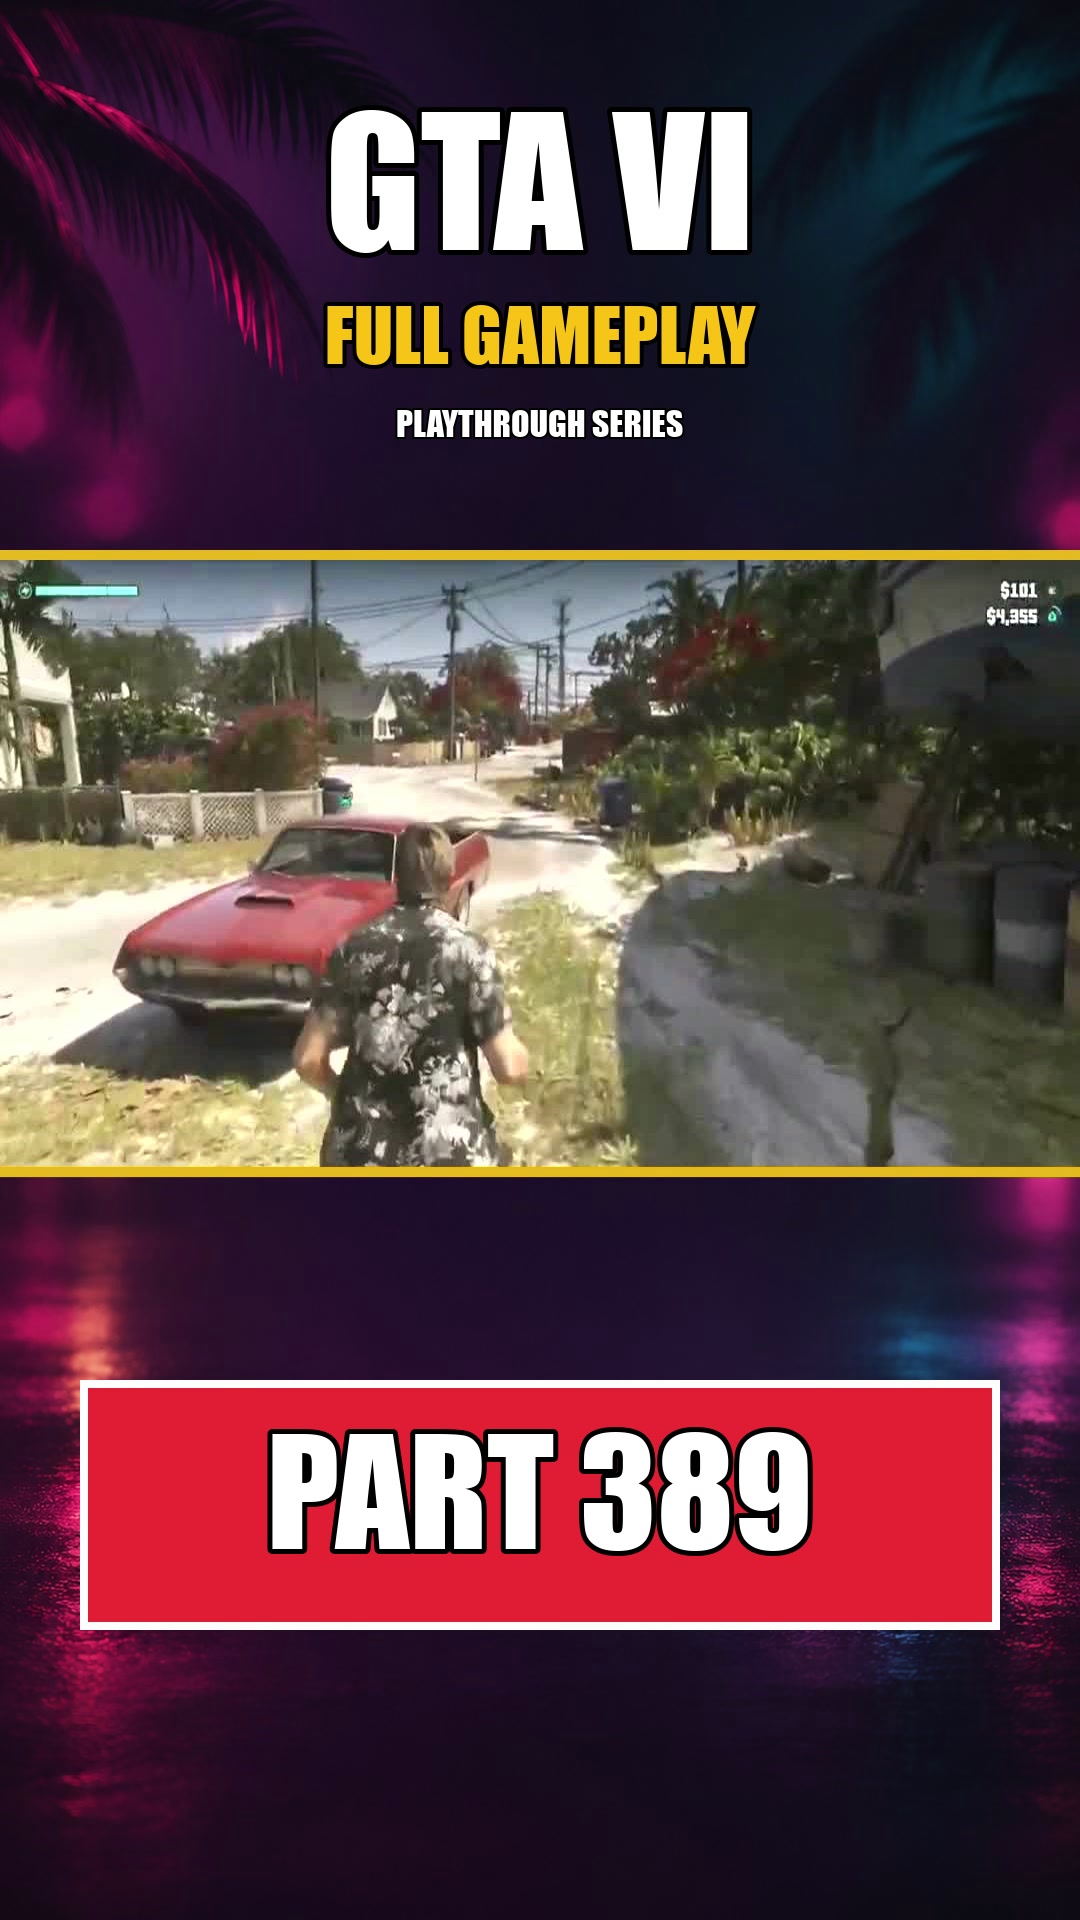 GTA VI
FULL GAMEPLAY
PLAYTHROUGH SERIES
$101
$4,355
PART 389